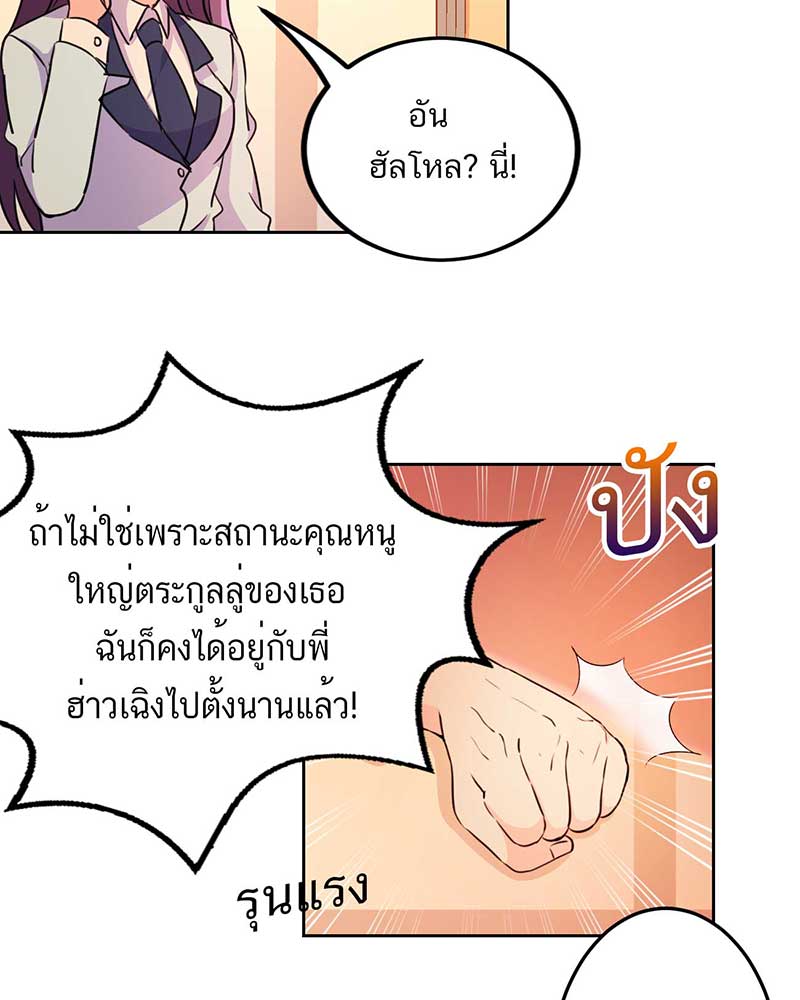 อัน
ฮัลโหล? นี่!
ปัง
ถ้าไม่ใช่เพราะสถานะคุณหนู
ใหญ่ตระกูลลู่ของเธอ
ฉันก็คงได้อยู่กับพี่
ฮ่าวเฉิงไปตั้งนานแล้ว!
รุนแรง